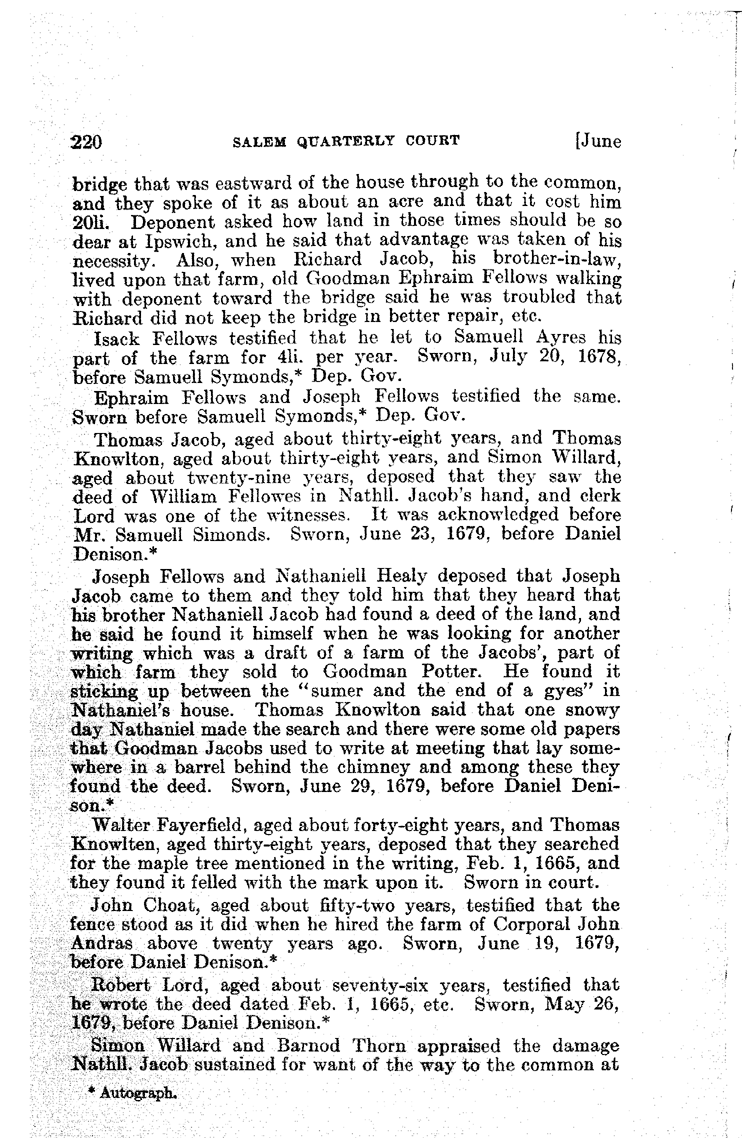 220 SALEM QUARTERLY COURT [June
bridge that was eastward of the house through to the common,
and they spoke of it as about an acre and that it cost him
20li. Deponent asked how land in those times should be so
dear at Ipswich, and he said that advantage was taken of his
necessity. Also, when Richard Jacob, his brother-in-law,
lived upon that farm, old Goodman Ephraim Fellows walking
with deponent toward the bridge said he was troubled that
Richard did not keep the bridge in better repair, etc.
Isack Fellows testified that he let to Samuell Ayres his
part of the farm for 4li. per year. Sworn, July 20, 1678,
before Samuell Symonds,* Dep. Gov.
Ephraim Fellows and Joseph Fellows testified the same.
Sworn before Samuell Symonds,* Dep. Gov.
Thomas Jacob, aged about thirty-eight years, and Thomas
Knowlton, aged about thirty-eight years, and Simon Willard,
aged about twenty-nine years, deposed that they saw the
deed of William Fellowes in Nathll. Jacob's hand, and clerk
Lord was one of the witnesses. It was acknowledged before
Mr. Samuell Simonds. Sworn, June 23, 1679, before Daniel
Denison.*
Joseph Fellows and Nathaniell Healy deposed that Joseph
Jacob came to them and they told him that they heard that
his brother Nathaniell Jacob had found a deed of the land, and
he said he found it himself when he was looking for another
writing which was a draft of a farm of the Jacobs', part of
which farm they sold to Goodman Potter. He found it
sticking up between the "sumer and the end of a gyes" in
Nathaniel's house. Thomas Knowlton said that one snowy
day Nathaniel made the search and there were some old papers
that Goodman Jacobs used to write at meeting that lay some-
where in a barrel behind the chimney and among these they
found the deed. Sworn, June 29, 1679, before Daniel Deni-
son.*
Walter Fayerfield, aged about forty-eight years, and Thomas
Knowlten, aged thirty-eight years, deposed that they searched
for the maple tree mentioned in the writing, Feb. 1, 1665, and
they found it felled with the mark upon it. Sworn in court.
John Choat, aged about fifty-two years, testified that the
fence stood as it did when he hired the farm of Corporal John
Andras above twenty years ago. Sworn, June 19, 1679,
before Daniel Denison.*
Robert Lord, aged about seventy-six years, testified that
he wrote the deed dated Feb. 1, 1665, etc. Sworn, May 26,
1679, before Daniel Denison.*
Simon Willard and Barnod Thorn appraised the damage
Nathll. Jacob sustained for want of the way to the common at
* Autograph.